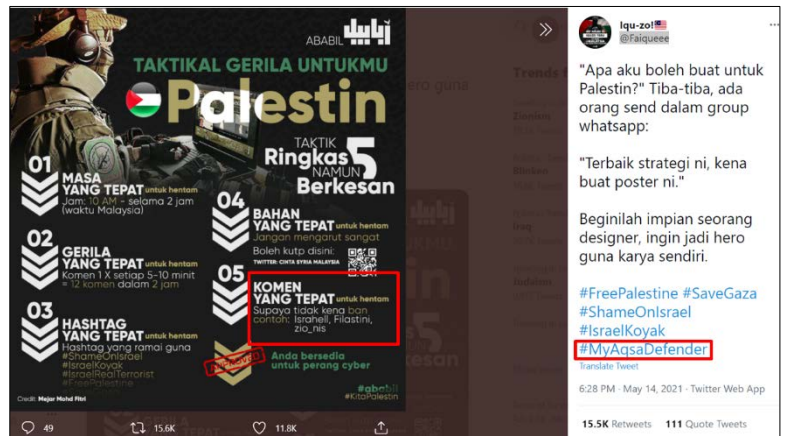 ABABIL أبابيل
TAKTIKAL GERILA UNTUKMU
Palestin
TAKTIK
Ringkas 5
NAMUN
Berkesan
01
MASA
YANG TEPAT untuk hentam
Jam: 10 AM - selama 2 jam
(waktu Malaysia)
02
GERILA
YANG TEPAT untuk hentam
Komen 1 X setiap 5-10 minit
= 12 komen dalam 2 jam
03
HASHTAG
YANG TEPAT untuk hentam
Hashtag yang ramai guna
#ShameOnIsrael
#IsraelKoyak
#IsraelRealTerrorist
#FreePalestine
04
BAHAN
YANG TEPAT untuk hentam
Jangan mengarut sangat
Boleh kutp disini:
TWITTER: CINTA SYRIA MALAYSIA
05
KOMEN
YANG TEPAT untuk hentam
Supaya tidak kena ban
contoh: Israhell, Filastini,
zio_nis
Anda bersedia
untuk perang cyber
#ababil
#KitaPalestin
Credit: Mejar Mohd Fitri
49
15.6K
11.8K
Trends f
ero guna
Zionism
Iraq
Iqu-zo!
@Faiqueee
"Apa aku boleh buat untuk
Palestin?" Tiba-tiba, ada
orang send dalam group
whatsapp:
"Terbaik strategi ni, kena
buat poster ni."
Beginilah impian seorang
designer, ingin jadi hero
guna karya sendiri.
#FreePalestine #SaveGaza
#ShameOnIsrael
#IsraelKoyak
#MyAqsaDefender
Translate Tweet
6:28 PM · May 14, 2021 · Twitter Web App
15.5K Retweets 111 Quote Tweets